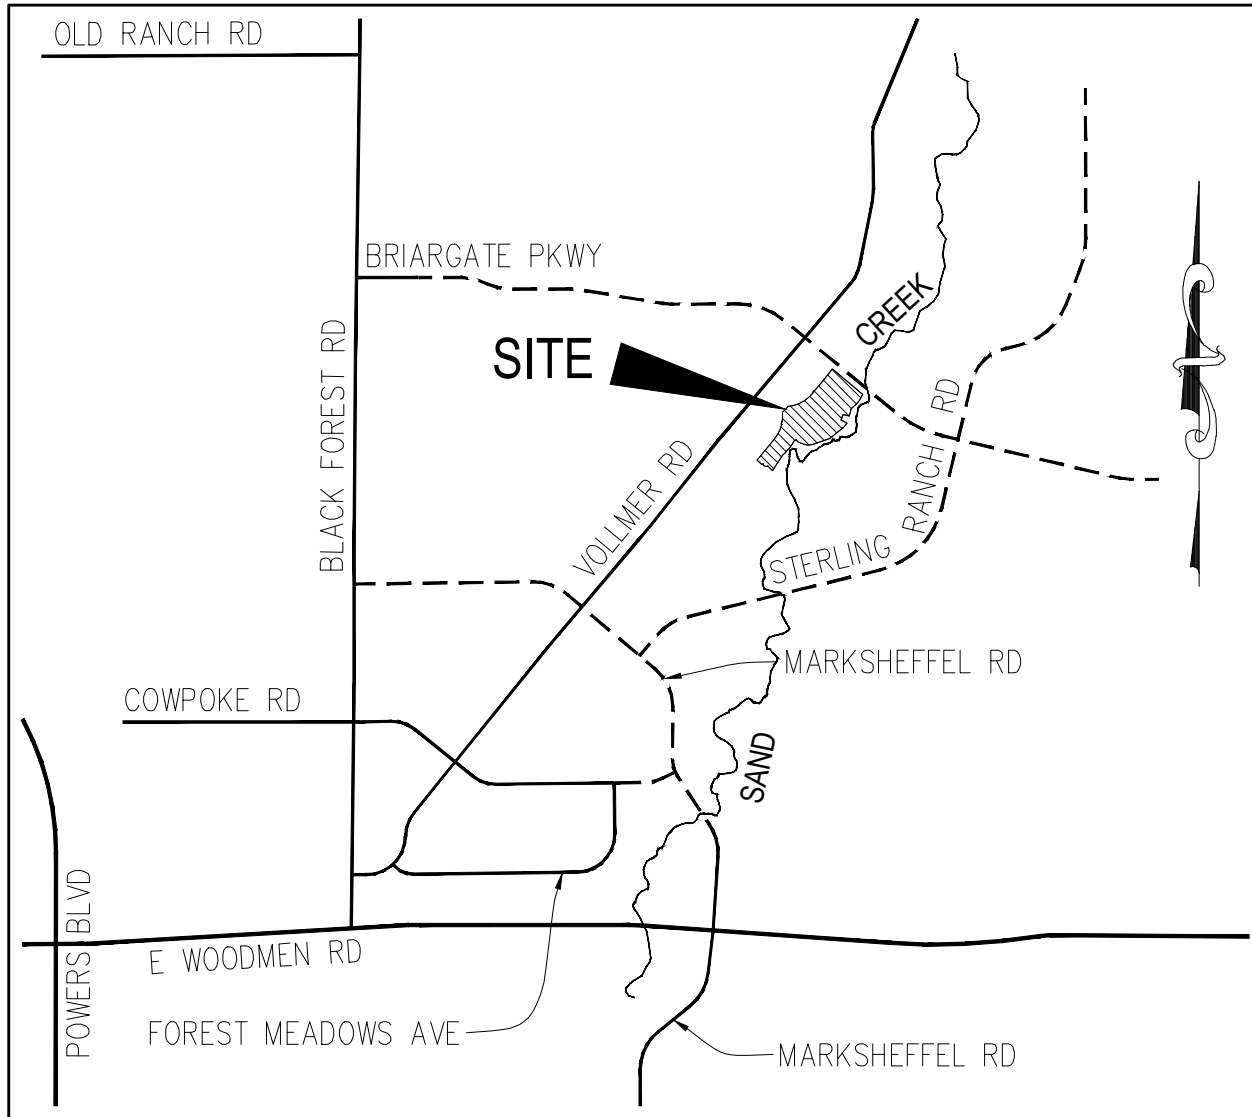 OLD RANCH RD
BRIARGATE PKWY
CREEK
SITE
BLACK FOREST RD
VOLLMER RD
STERLING RANCH RD
MARKSHEFFEL RD
COWPOKE RD
SAND
POWERS BLVD
E WOODMEN RD
FOREST MEADOWS AVE
MARKSHEFFEL RD